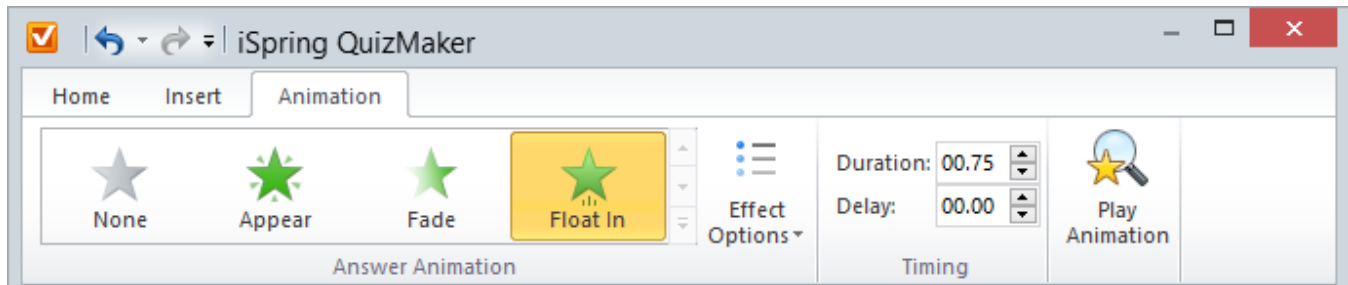 iSpring QuizMaker
Home Insert Animation
None Appear Fade Float In
Effect
Options
Duration: 00.75
Delay: 00.00
Play
Animation
Answer Animation Timing